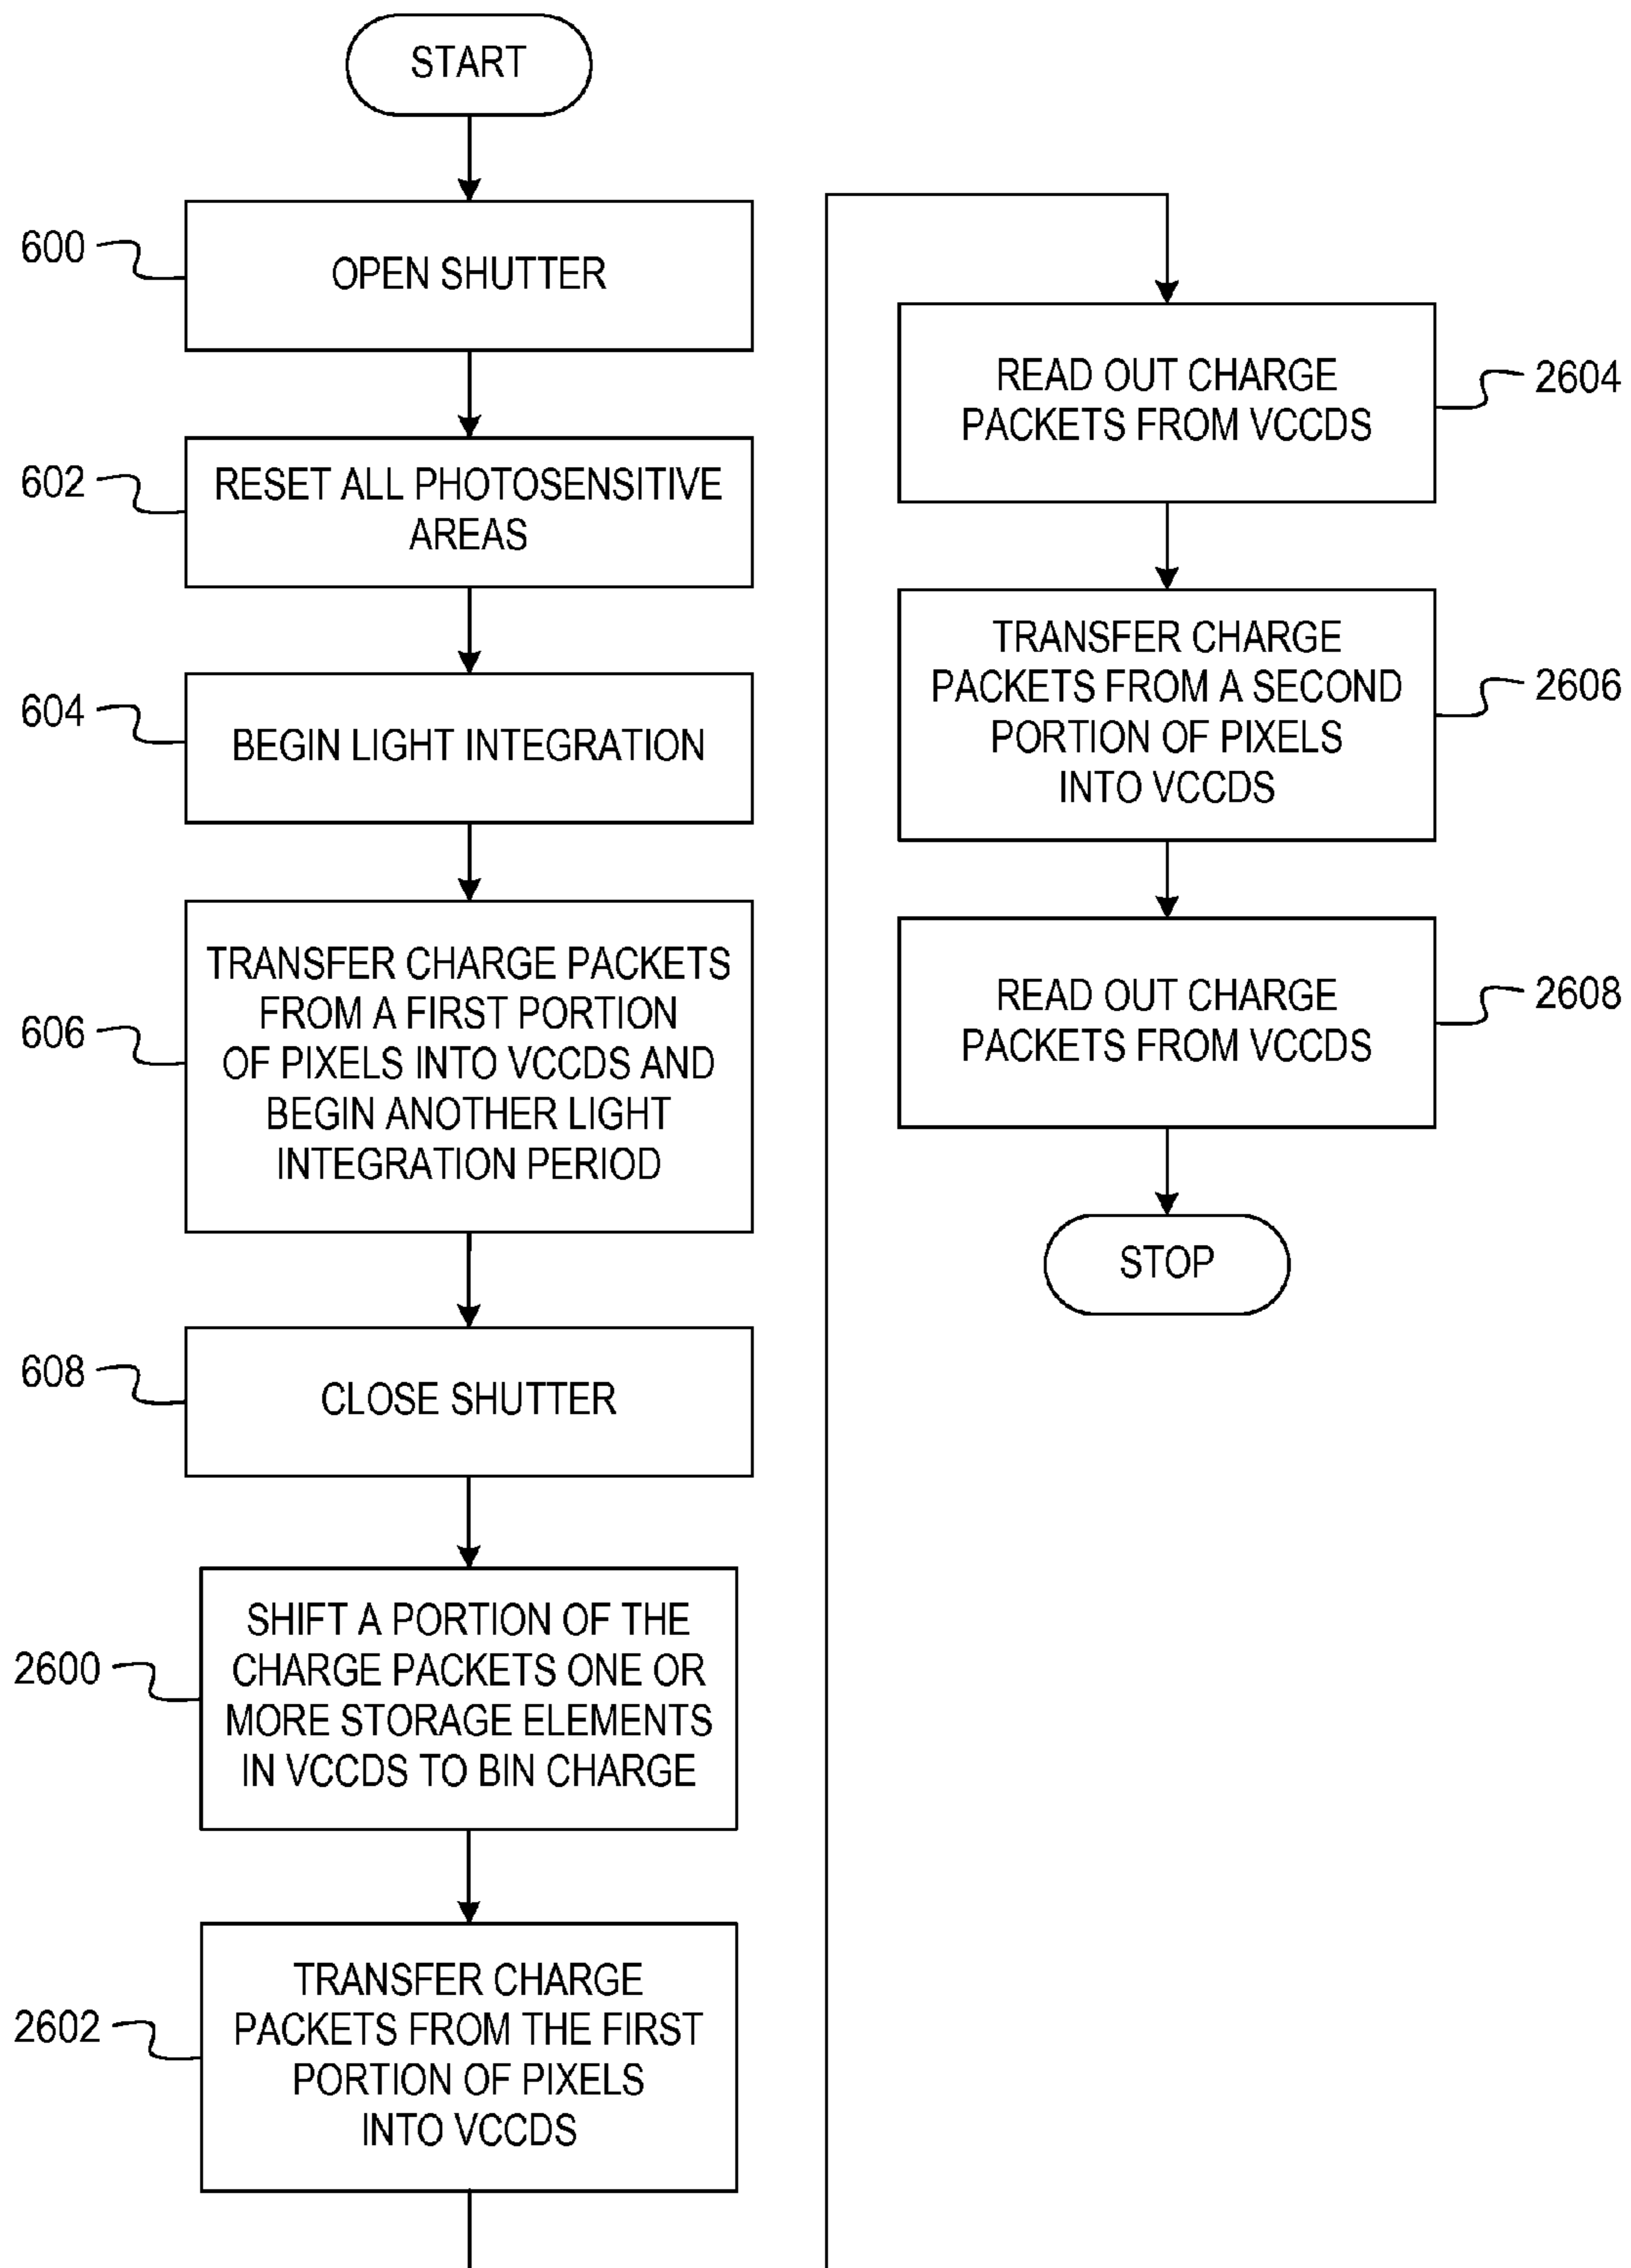 START
600
OPEN SHUTTER
602
RESET ALL PHOTOSENSITIVE
AREAS
604
BEGIN LIGHT INTEGRATION
606
TRANSFER CHARGE PACKETS
FROM A FIRST PORTION
OF PIXELS INTO VCCDS AND
BEGIN ANOTHER LIGHT
INTEGRATION PERIOD
608
CLOSE SHUTTER
2600
SHIFT A PORTION OF THE
CHARGE PACKETS ONE OR
MORE STORAGE ELEMENTS
IN VCCDS TO BIN CHARGE
2602
TRANSFER CHARGE
PACKETS FROM THE FIRST
PORTION OF PIXELS
INTO VCCDS
READ OUT CHARGE
PACKETS FROM VCCDS
2604
TRANSFER CHARGE
PACKETS FROM A SECOND
PORTION OF PIXELS
INTO VCCDS
2606
READ OUT CHARGE
PACKETS FROM VCCDS
2608
STOP